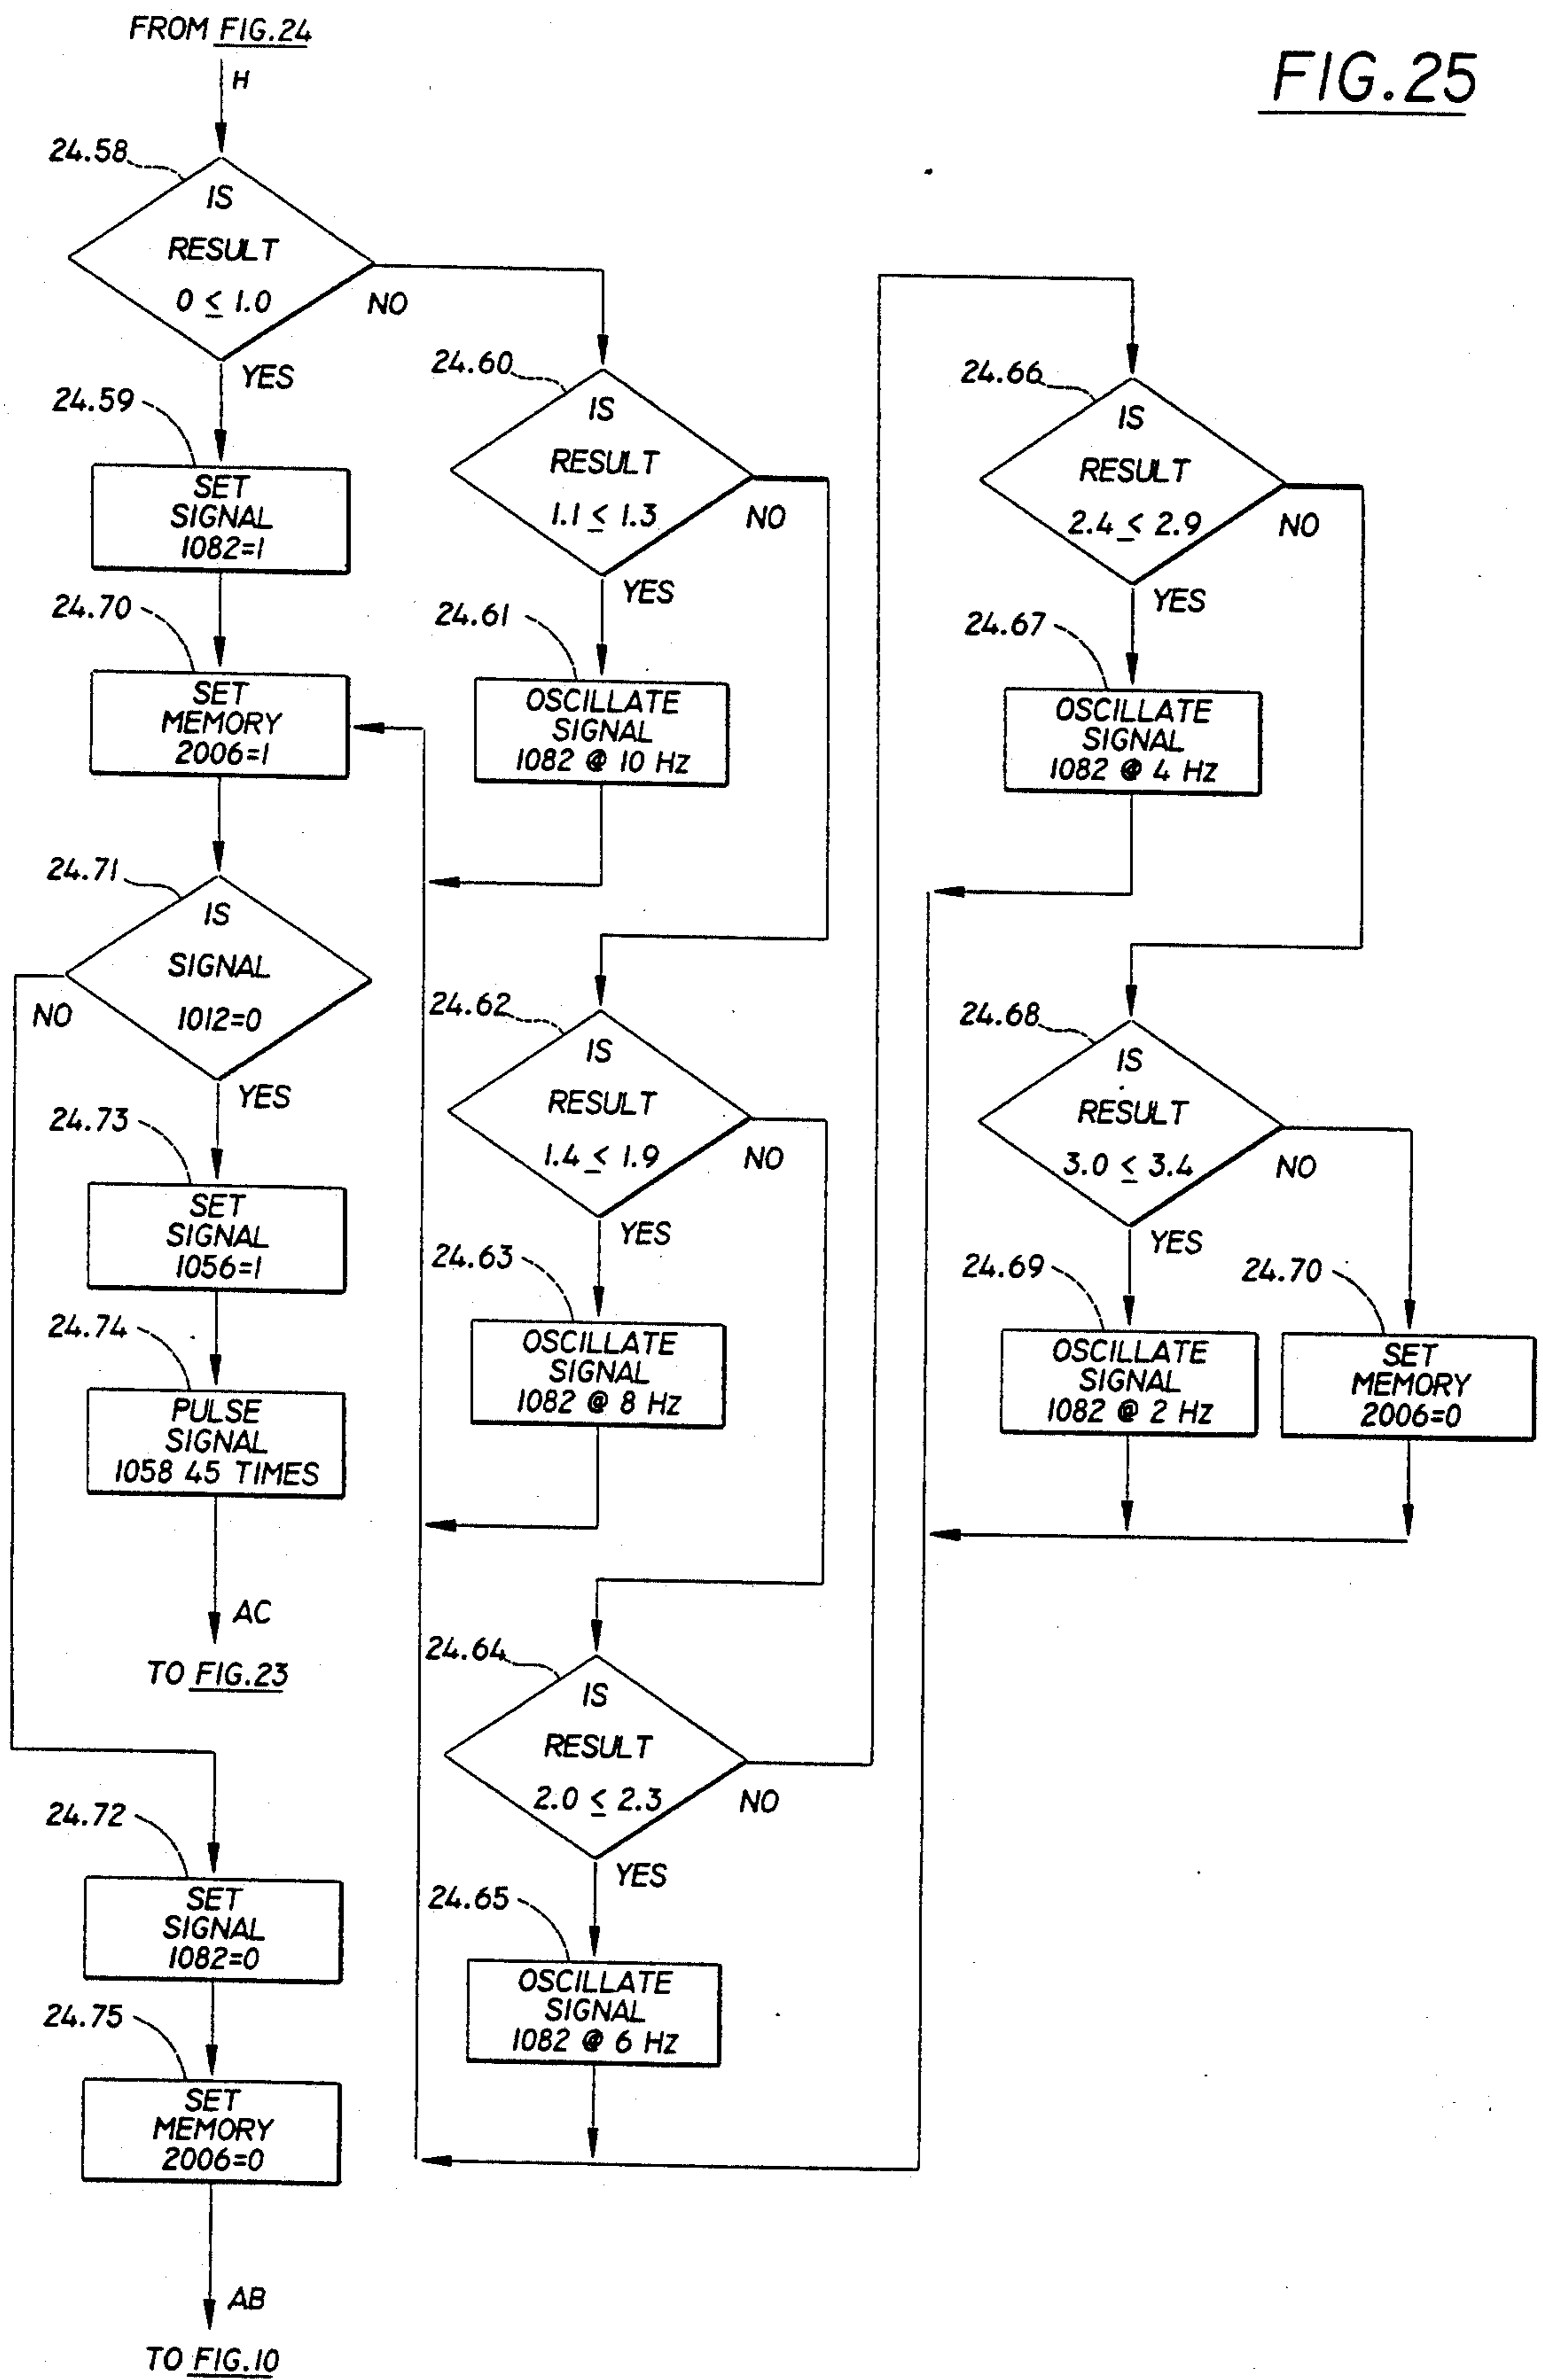 FROM FIG.24
FIG.25
H
24.58
IS
RESULT
0 ≤ 1.0
NO
YES
24.59
SET
SIGNAL
1082=1
24.70
SET
MEMORY
2006=1
24.71
IS
SIGNAL
1012=0
NO
YES
24.73
SET
SIGNAL
1056=1
24.74
PULSE
SIGNAL
1058 45 TIMES
AC
TO FIG.23
24.72
SET
SIGNAL
1082=0
24.75
SET
MEMORY
2006=0
AB
TO FIG.10
24.60
IS
RESULT
1.1 ≤ 1.3
NO
YES
24.61
OSCILLATE
SIGNAL
1082 @ 10 HZ
24.62
IS
RESULT
1.4 ≤ 1.9
NO
YES
24.63
OSCILLATE
SIGNAL
1082 @ 8 HZ
24.64
IS
RESULT
2.0 ≤ 2.3
NO
YES
24.65
OSCILLATE
SIGNAL
1082 @ 6 HZ
24.66
IS
RESULT
2.4 ≤ 2.9
NO
YES
24.67
OSCILLATE
SIGNAL
1082 @ 4 HZ
24.68
IS
RESULT
3.0 ≤ 3.4
NO
YES
24.69
OSCILLATE
SIGNAL
1082 @ 2 HZ
24.70
SET
MEMORY
2006=0